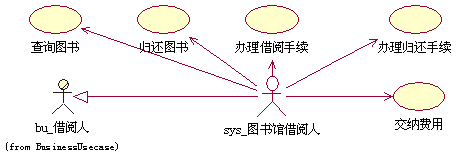 查询图书
归还图书
办理借阅手续
办理归还手续
bu_借阅人
sys_图书馆借阅人
交纳费用
(from BusinessUsecase)